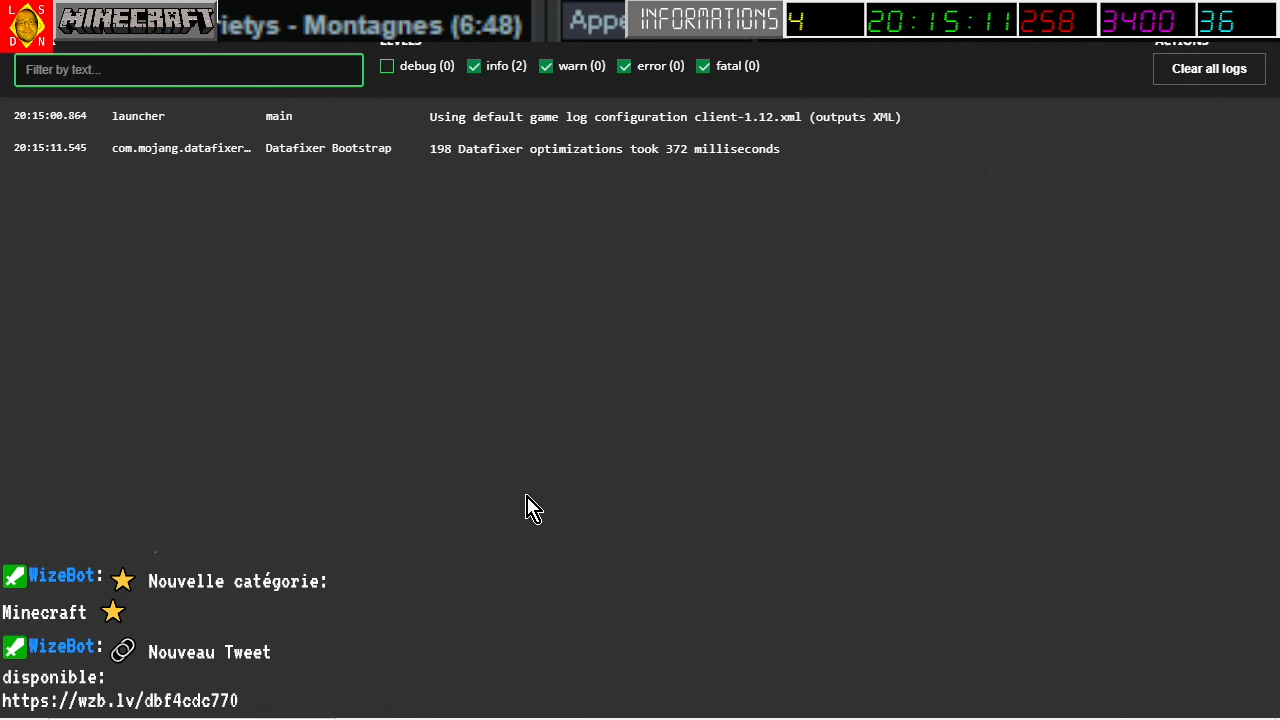 L S
D N
MINECRAFT
ietys - Montagnes (6:48)
Appe
INFORMATIONS
4
20:15:11
258
3400
36
LEVELS
ACTIONS
Filter by text...
debug (0)
info (2)
warn (0)
error (0)
fatal (0)
Clear all logs
20:15:00.864 launcher main Using default game log configuration client-1.12.xml (outputs XML)
20:15:11.545 com.mojang.datafixer… Datafixer Bootstrap 198 Datafixer optimizations took 372 milliseconds
WizeBot: Nouvelle catégorie:
Minecraft
WizeBot: Nouveau Tweet
disponible:
https://wzb.lv/dbf4cdc770